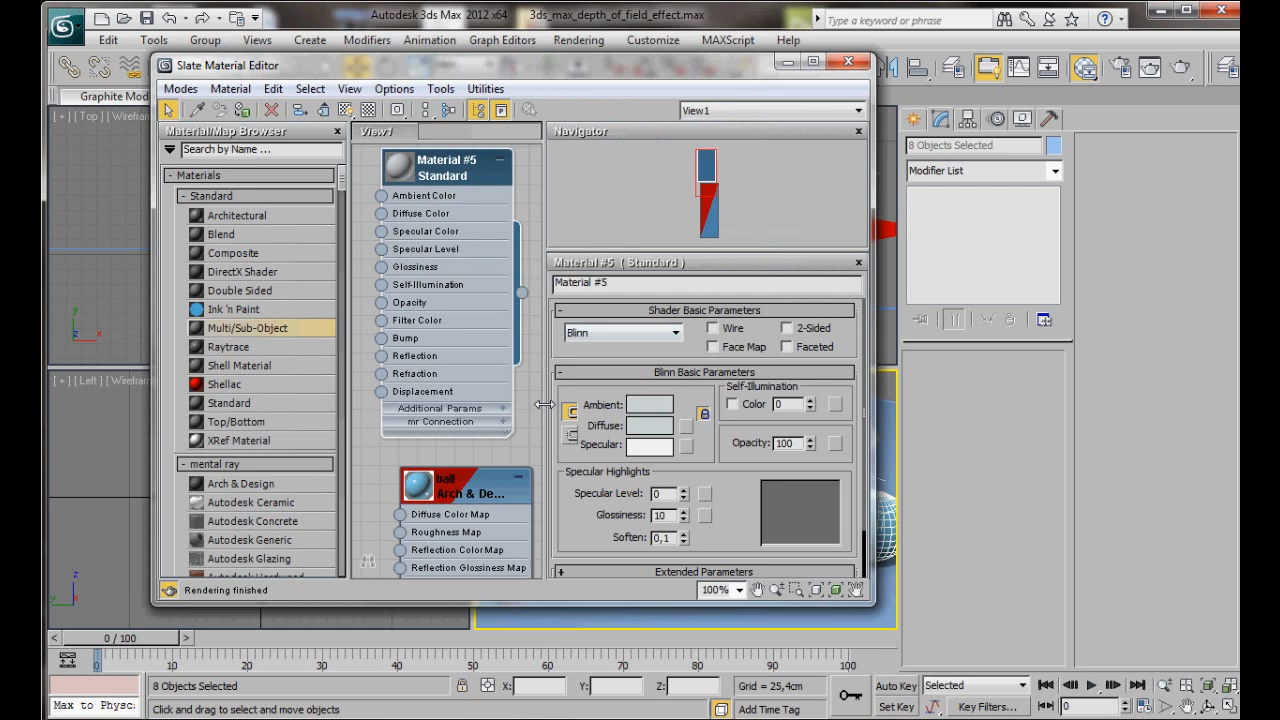 Autodesk 3ds Max 2012 x64 3ds_max_depth_of_field_effect.max
Type a keyword or phrase
Edit Tools Group Views Create Modifiers Animation Graph Editors Rendering Customize MAXScript Help
Slate Material Editor
Modes Material Edit Select View Options Tools Utilities
Graphite Mod
View1
[ + ] [ Top ] [ Wirefram
Material/Map Browser
Search by Name ...
- Materials
- Standard
Architectural
Blend
Composite
DirectX Shader
Double Sided
Ink 'n Paint
Multi/Sub-Object
Raytrace
Shell Material
Shellac
Standard
Top/Bottom
XRef Material
- mental ray
Arch & Design
Autodesk Ceramic
Autodesk Concrete
Autodesk Generic
Autodesk Glazing
View1
Material #5
Standard
Ambient Color
Diffuse Color
Specular Color
Specular Level
Glossiness
Self-Illumination
Opacity
Filter Color
Bump
Reflection
Refraction
Displacement
Additional Params +
mr Connection +
ball
Arch & De...
Diffuse Color Map
Roughness Map
Reflection Color Map
Reflection Glossiness Map
Navigator
Material #5 ( Standard )
Material #5
- Shader Basic Parameters
Blinn
Wire
2-Sided
Face Map
Faceted
- Blinn Basic Parameters
Ambient:
Diffuse:
Specular:
Self-Illumination
Color 0
Opacity: 100
Specular Highlights
Specular Level: 0
Glossiness: 10
Soften: 0,1
+ Extended Parameters
Rendering finished
100%
8 Objects Selected
Modifier List
y
z
x
[ + ] [ Left ] [ Wirefram
z
y
x
0 / 100
0 10 20 30 40 50 60 70 80 90 100
8 Objects Selected X: Y: Z: Grid = 25,4cm Auto Key Selected
Max to Physc: Click and drag to select and move objects Add Time Tag Set Key Key Filters... 0